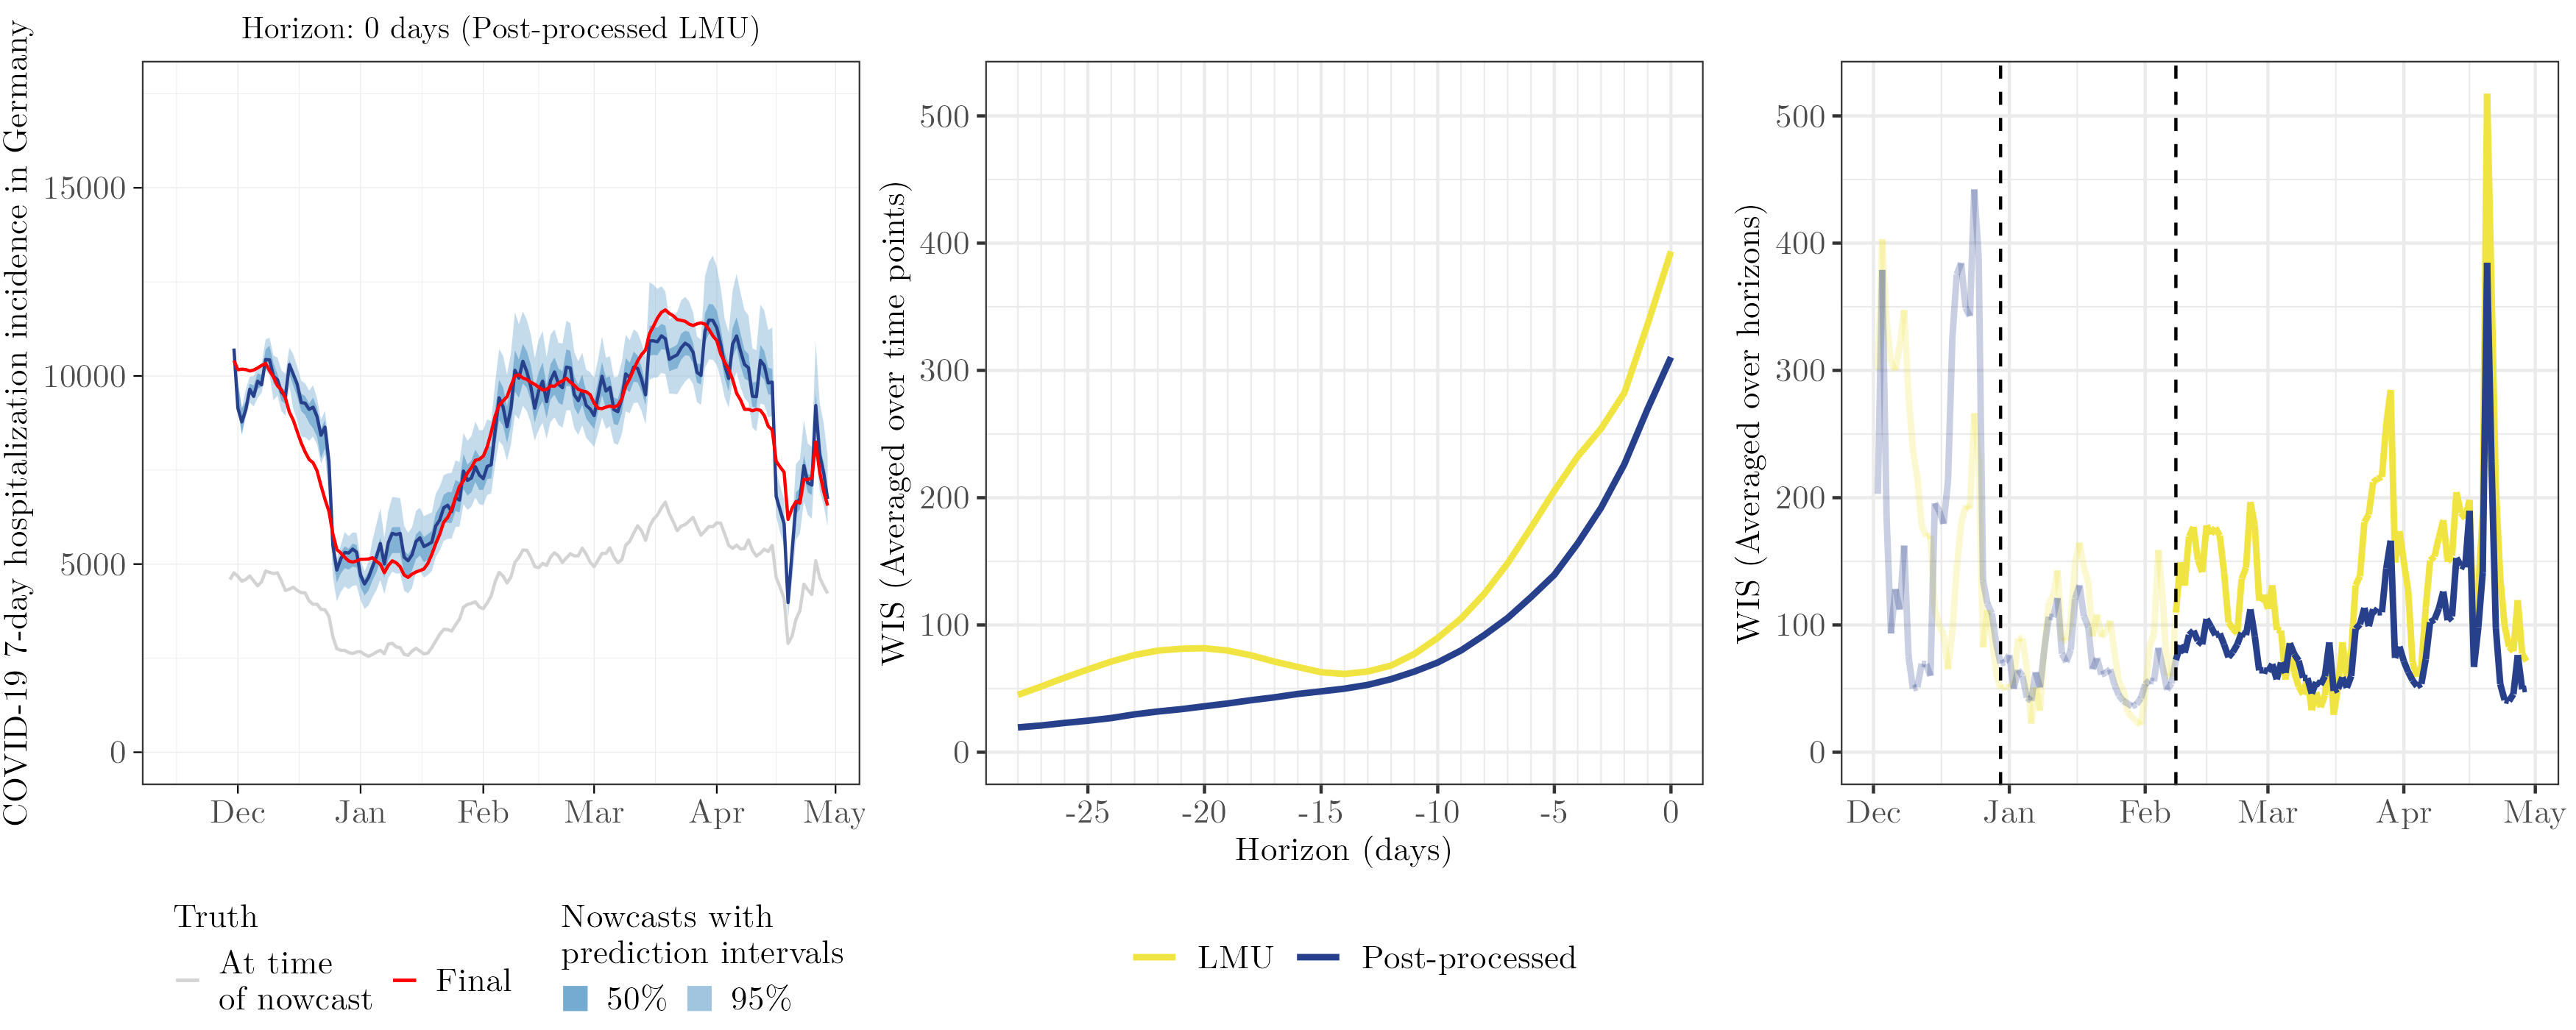 Horizon: 0 days (Post-processed LMU)
COVID-19 7-day hospitalization incidence in Germany
15000
10000
5000
0
Dec Jan Feb Mar Apr May
WIS (Averaged over time points)
500
400
300
200
100
0
-25 -20 -15 -10 -5 0
Horizon (days)
WIS (Averaged over horizons)
500
400
300
200
100
0
Dec Jan Feb Mar Apr May
Truth
At time
of nowcast
Final
Nowcasts with
prediction intervals
50% 95%
LMU Post-processed